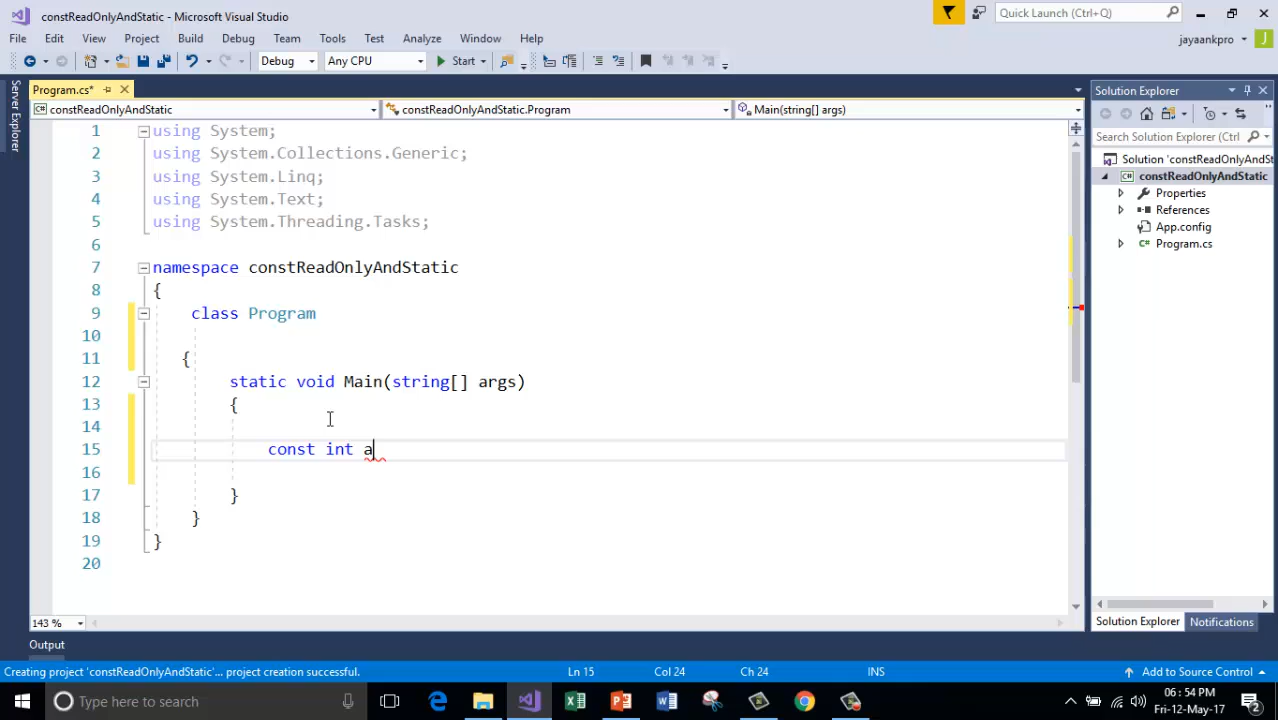 constReadOnlyAndStatic - Microsoft Visual Studio
Quick Launch (Ctrl+Q)
File Edit View Project Build Debug Team Tools Test Analyze Window Help
jayaankpro
J
Debug Any CPU Start
Server Explorer
Program.cs*
Solution Explorer
constReadOnlyAndStatic constReadOnlyAndStatic.Program Main(string[] args)
Search Solution Explorer (Ctrl
Solution 'constReadOnlyAndSt
constReadOnlyAndStatic
Properties
References
App.config
Program.cs
1 using System;
2 using System.Collections.Generic;
3 using System.Linq;
4 using System.Text;
5 using System.Threading.Tasks;
6
7 namespace constReadOnlyAndStatic
8 {
9 class Program
10
11 {
12 static void Main(string[] args)
13 {
14
15 const int a
16
17 }
18 }
19 }
20
143 %
Solution Explorer Notifications
Output
Creating project 'constReadOnlyAndStatic'... project creation successful. Ln 15 Col 24 Ch 24 INS Add to Source Control
Type here to search
06:54 PM
Fri-12-May-17
2